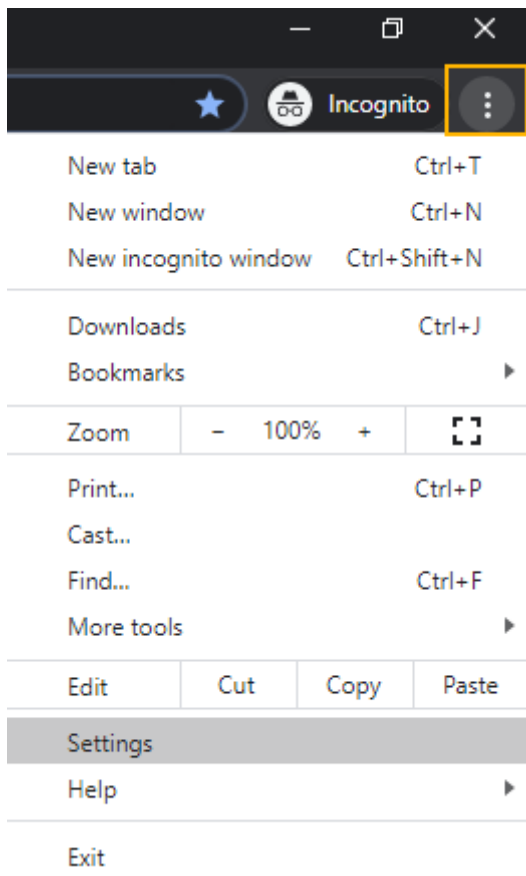 Incognito
New tab Ctrl+T
New window Ctrl+N
New incognito window Ctrl+Shift+N
Downloads Ctrl+J
Bookmarks
Zoom - 100% +
Print... Ctrl+P
Cast...
Find... Ctrl+F
More tools
Edit Cut Copy Paste
Settings
Help
Exit